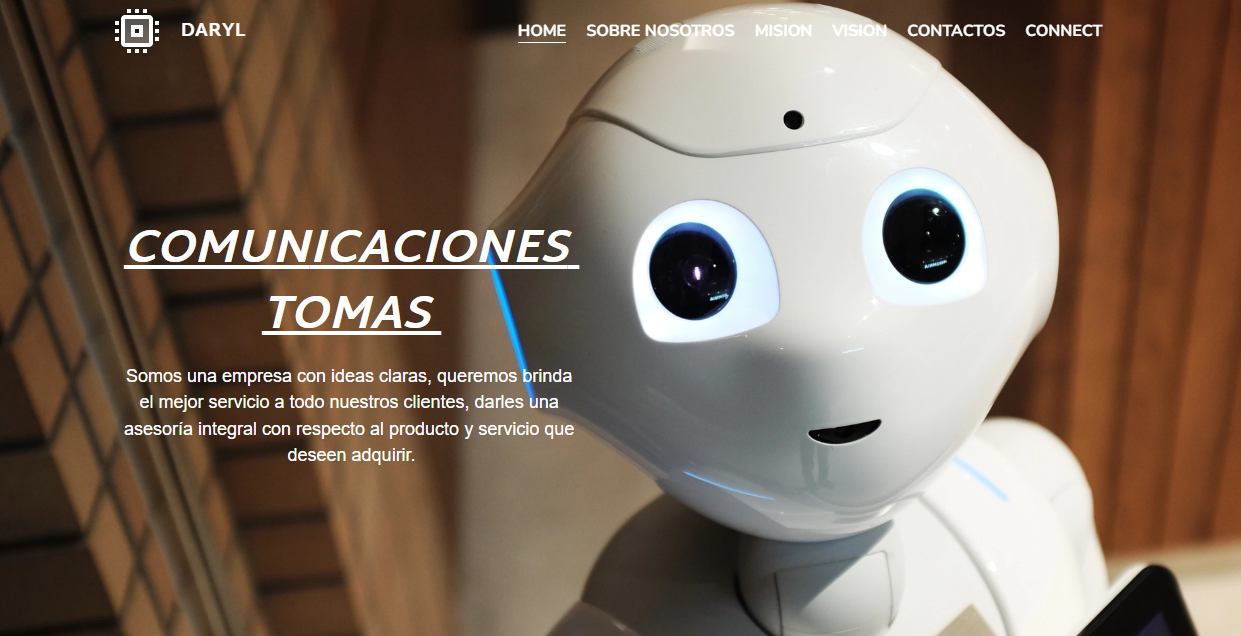 DARYL
HOME SOBRE NOSOTROS MISION VISION CONTACTOS CONNECT
COMUNICACIONES
TOMAS
Somos una empresa con ideas claras, queremos brinda
el mejor servicio a todo nuestros clientes, darles una
asesoría integral con respecto al producto y servicio que
deseen adquirir.